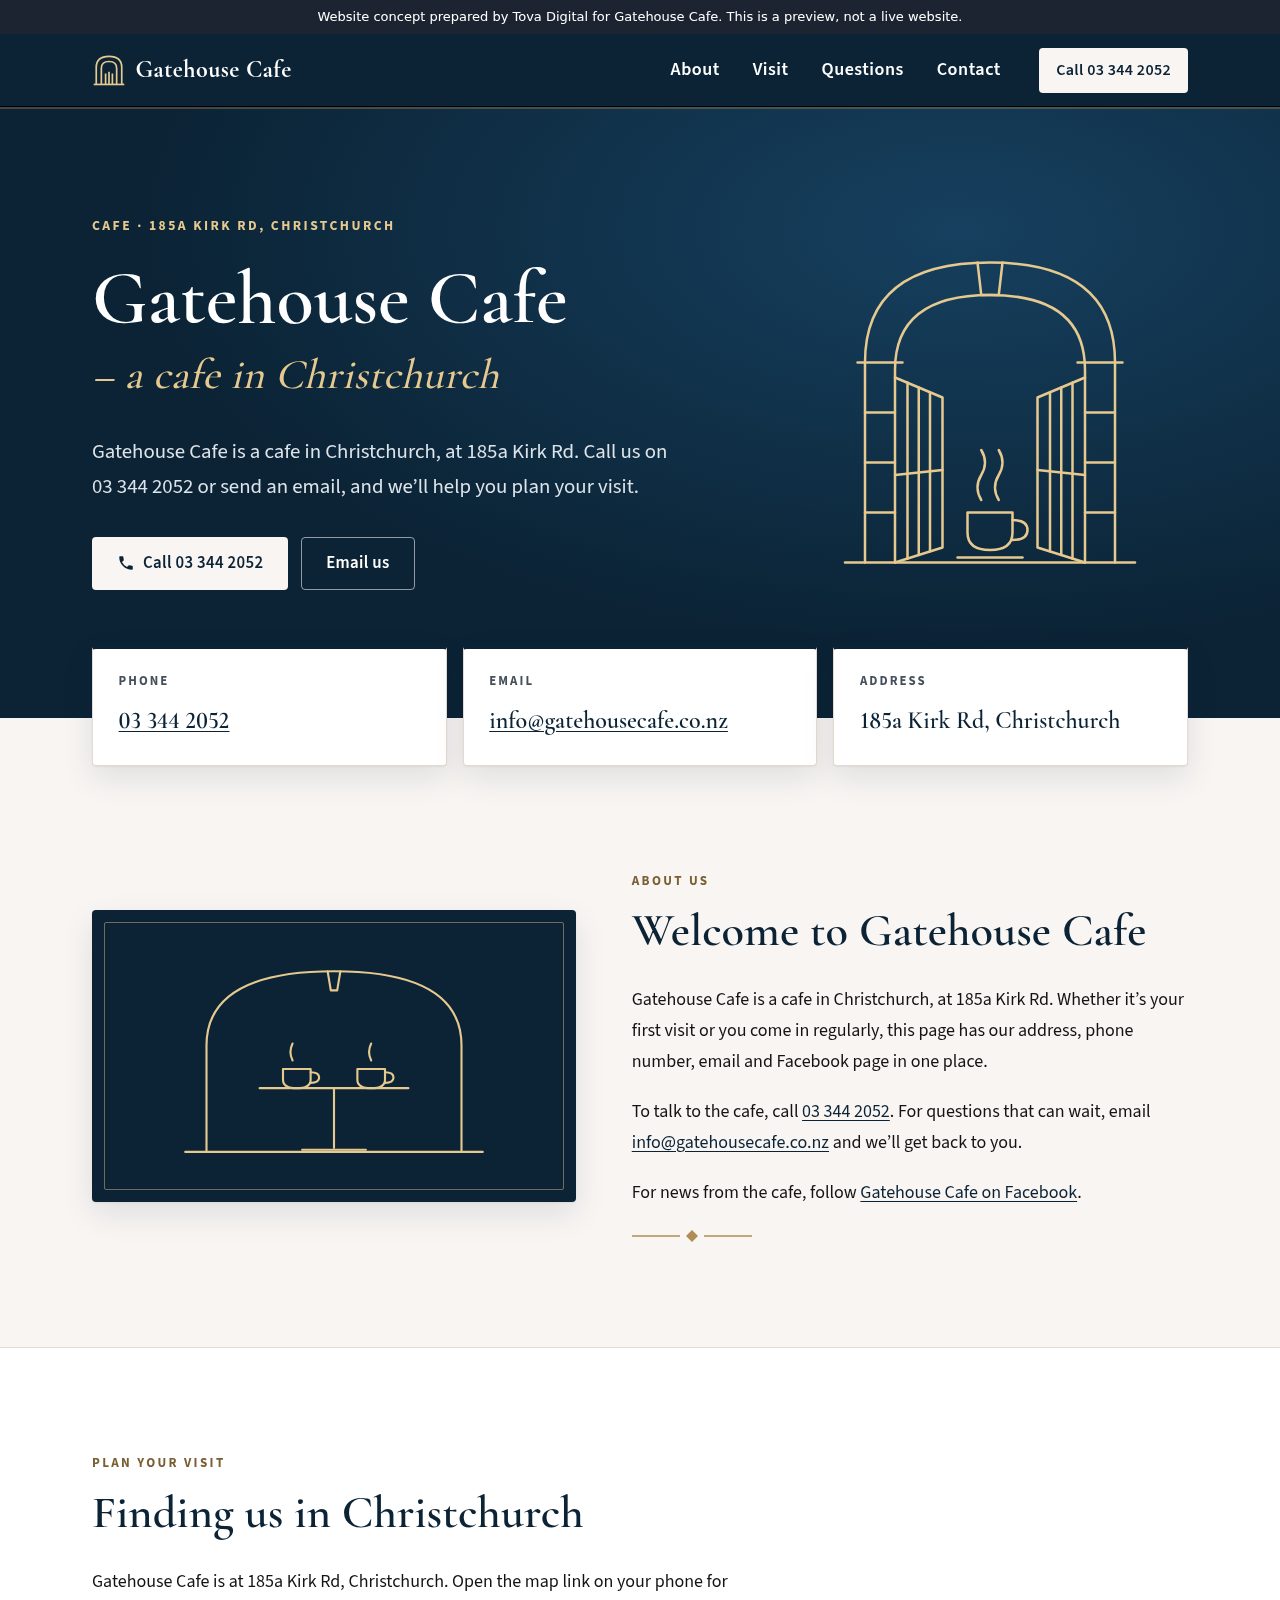 Website concept prepared by Tova Digital for Gatehouse Cafe. This is a preview, not a live website.
Gatehouse Cafe
About
Visit
Questions
Contact
Call 03 344 2052
CAFE · 185A KIRK RD, CHRISTCHURCH
Gatehouse Cafe
– a cafe in Christchurch
Gatehouse Cafe is a cafe in Christchurch, at 185a Kirk Rd. Call us on
03 344 2052 or send an email, and we’ll help you plan your visit.
Call 03 344 2052
Email us
PHONE
03 344 2052
EMAIL
info@gatehousecafe.co.nz
ADDRESS
185a Kirk Rd, Christchurch
ABOUT US
Welcome to Gatehouse Cafe
Gatehouse Cafe is a cafe in Christchurch, at 185a Kirk Rd. Whether it’s your
first visit or you come in regularly, this page has our address, phone
number, email and Facebook page in one place.
To talk to the cafe, call 03 344 2052. For questions that can wait, email
info@gatehousecafe.co.nz and we’ll get back to you.
For news from the cafe, follow Gatehouse Cafe on Facebook.
PLAN YOUR VISIT
Finding us in Christchurch
Gatehouse Cafe is at 185a Kirk Rd, Christchurch. Open the map link on your phone for